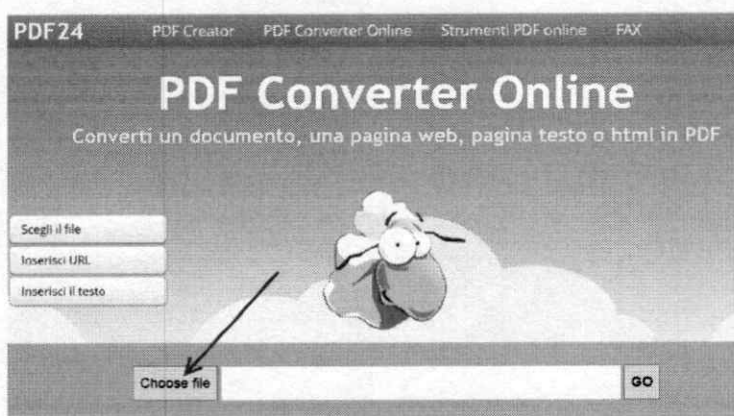 PDF24 PDF Creator PDF Converter Online Strumenti PDF online FAX
PDF Converter Online
Converti un documento, una pagina web, pagina testo o html in PDF
Scegli il file
Inserisci URL
Inserisci il testo
Choose file GO